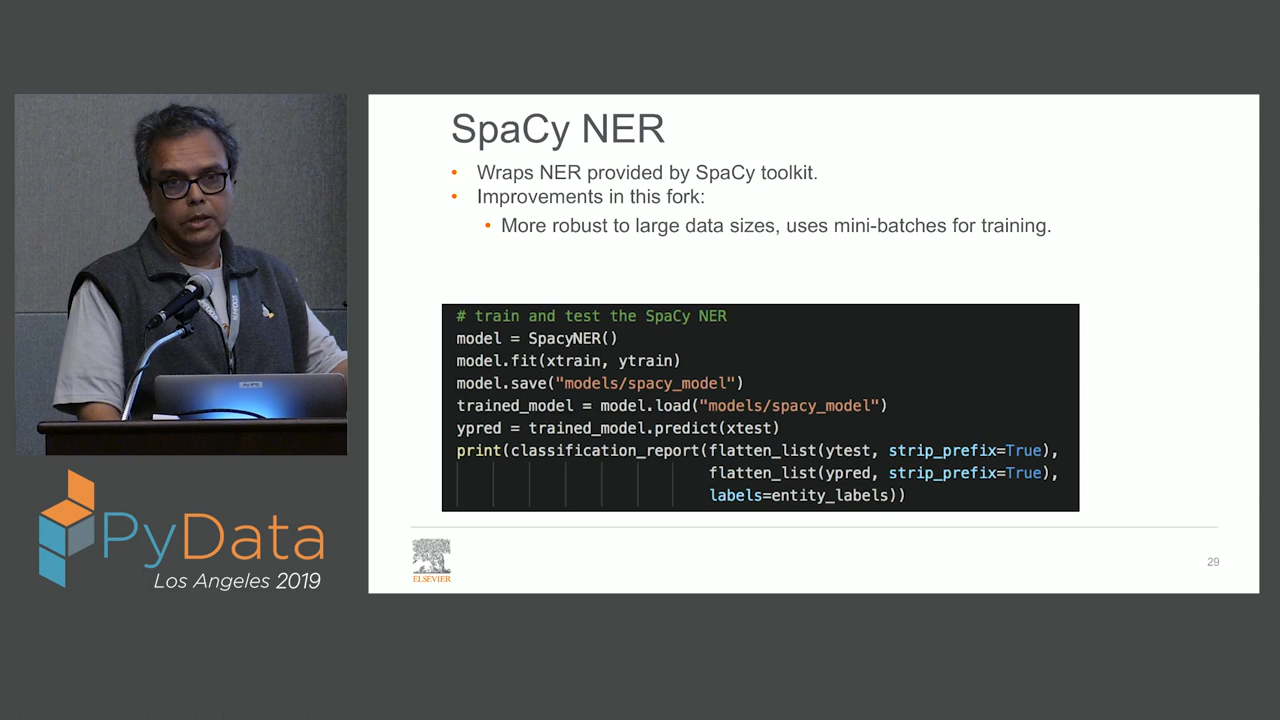 SpaCy NER
• Wraps NER provided by SpaCy toolkit.
• Improvements in this fork:
• More robust to large data sizes, uses mini-batches for training.
# train and test the SpaCy NER
model = SpacyNER()
model.fit(xtrain, ytrain)
model.save("models/spacy_model")
trained_model = model.load("models/spacy_model")
ypred = trained_model.predict(xtest)
print(classification_report(flatten_list(ytest, strip_prefix=True),
flatten_list(ypred, strip_prefix=True),
labels=entity_labels))
ELSEVIER
29
PyData
Los Angeles 2019